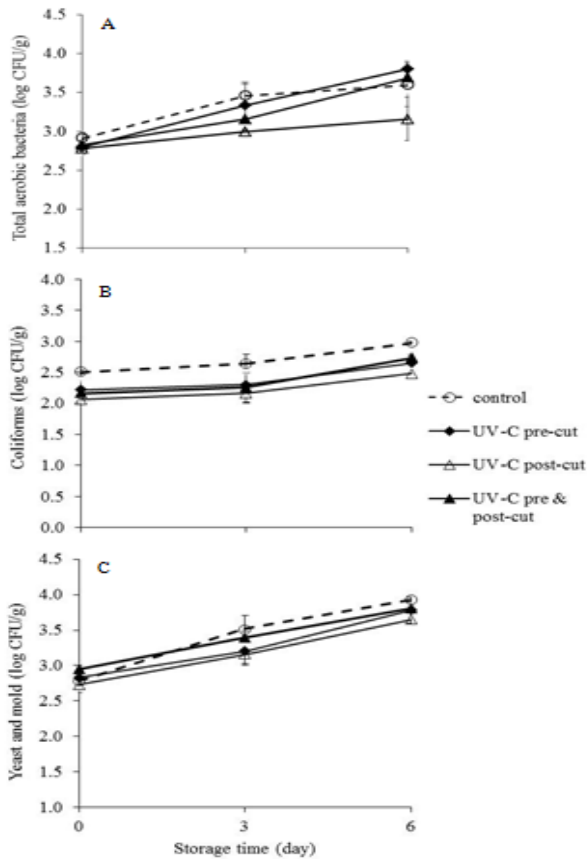 A
Total aerobic bacteria (log CFU/g)
4.5
4.0
3.5
3.0
2.5
2.0
1.5
B
Coliforms (log CFU/g)
4.0
3.5
3.0
2.5
2.0
1.5
1.0
0.5
0.0
control
UV-C pre-cut
UV-C post-cut
UV-C pre &
post-cut
C
Yeast and mold (log CFU/g)
4.5
4.0
3.5
3.0
2.5
2.0
1.5
1.0
0
3
6
Storage time (day)